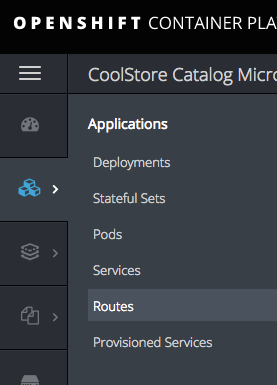 OPENSHIFT CONTAINER PLA
CoolStore Catalog Micro
Applications
Deployments
Stateful Sets
Pods
Services
Routes
Provisioned Services